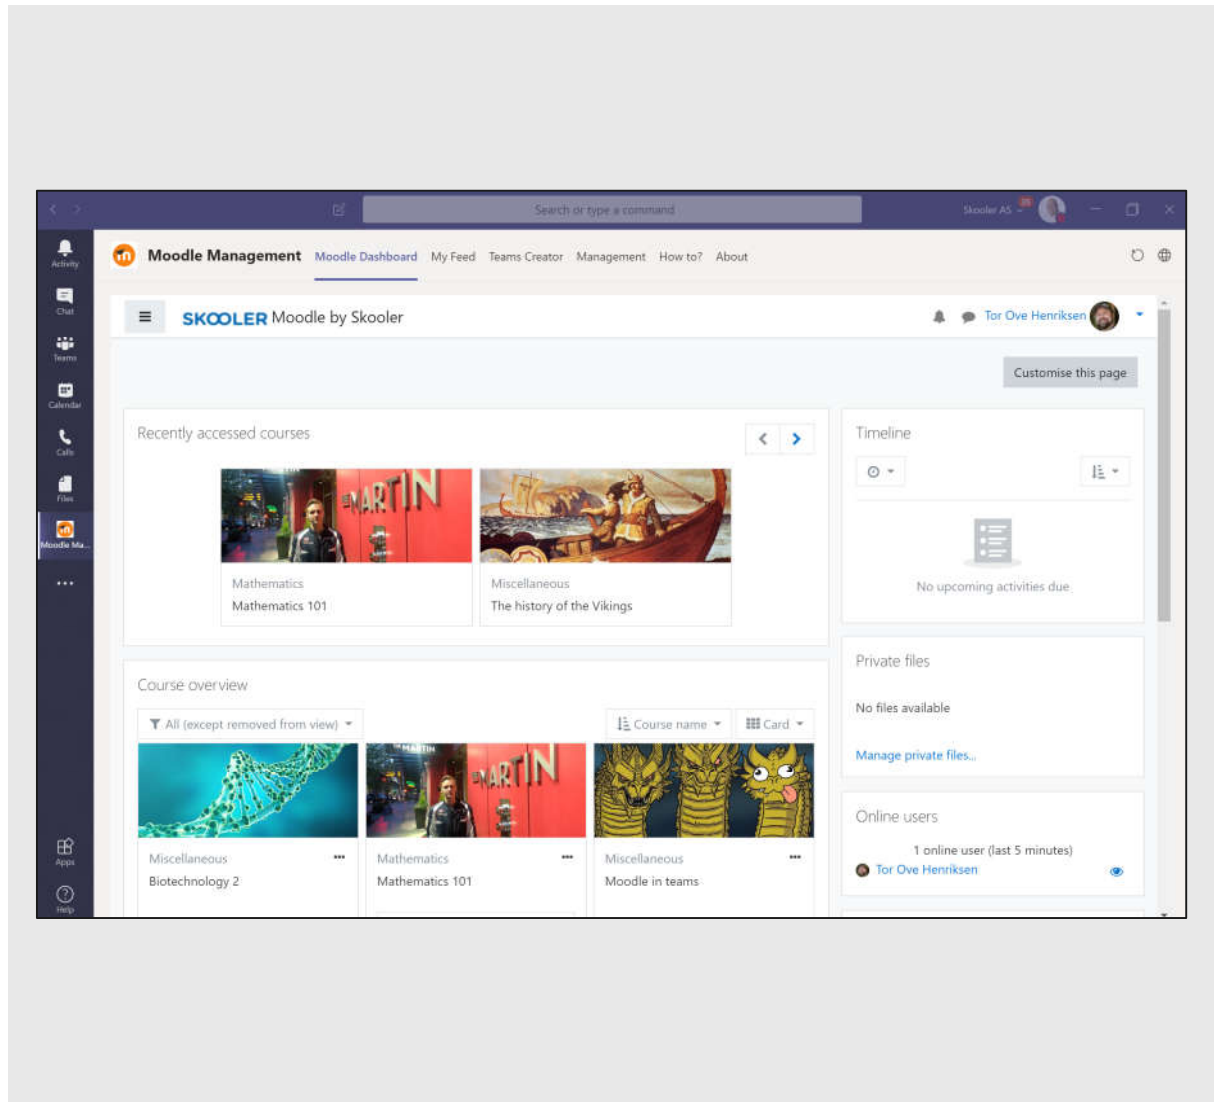 Search or type a command
Skooler AS
25
Activity
Chat
Teams
Calendar
Calls
Files
Moodle Ma...
Apps
Help
Moodle Management
Moodle Dashboard
My Feed
Teams Creator
Management
How to?
About
SKOOLER Moodle by Skooler
Tor Ove Henriksen
Customise this page
Recently accessed courses
MARTIN
Mathematics
Mathematics 101
Miscellaneous
The history of the Vikings
Course overview
All (except removed from view)
Course name
Card
MARTIN
MARTIN
Miscellaneous
Biotechnology 2
Mathematics
Mathematics 101
Miscellaneous
Moodle in teams
Timeline
No upcoming activities due
Private files
No files available
Manage private files...
Online users
1 online user (last 5 minutes)
Tor Ove Henriksen